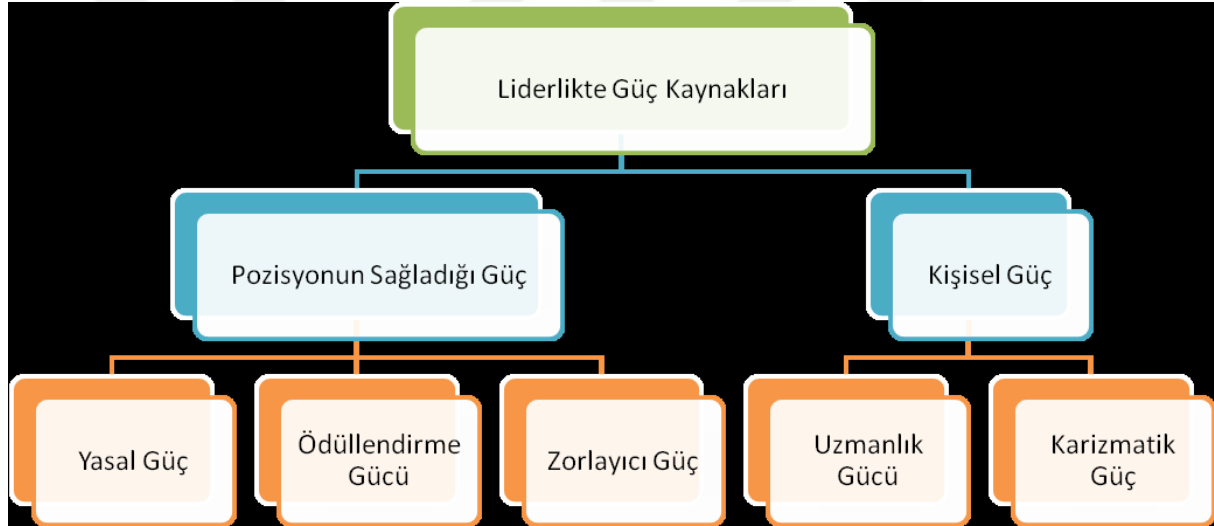 Liderlikte Güç Kaynakları
Pozisyonun Sağladığı Güç
Kişisel Güç
Yasal Güç
Ödüllendirme
Gücü
Zorlayıcı Güç
Uzmanlık
Gücü
Karizmatik
Güç